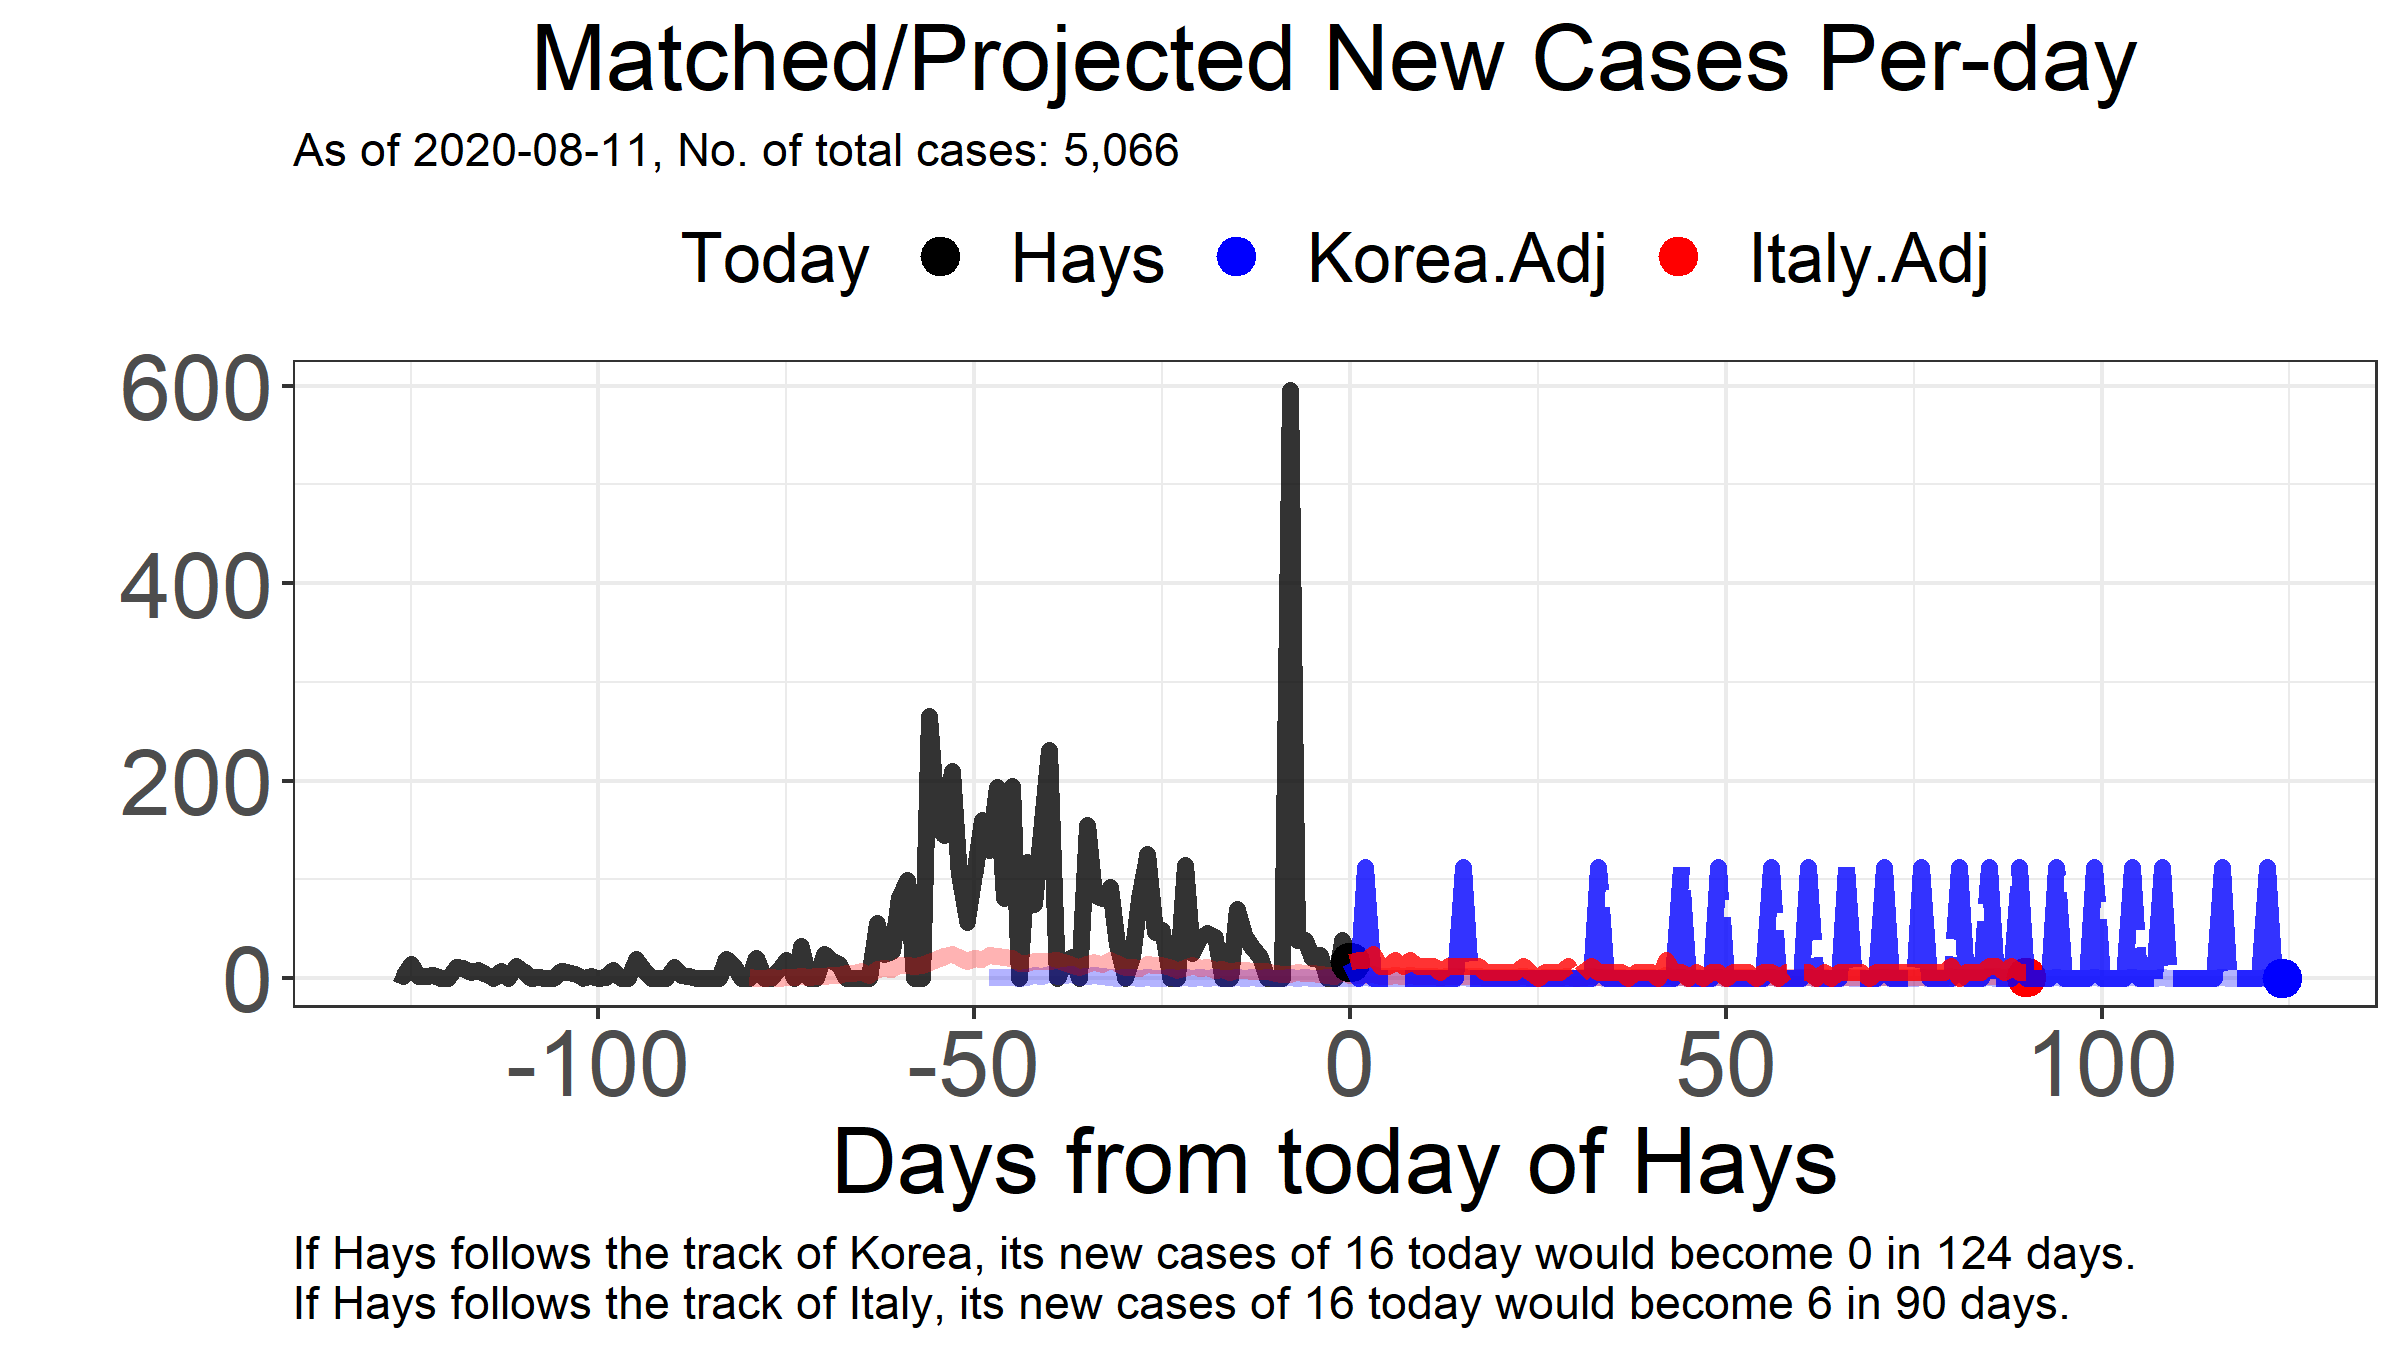 Matched/Projected New Cases Per-day
As of 2020-08-11, No. of total cases: 5,066
Today Hays Korea.Adj Italy.Adj
600
400
200
0
-100 -50 0 50 100
Days from today of Hays
If Hays follows the track of Korea, its new cases of 16 today would become 0 in 124 days.
If Hays follows the track of Italy, its new cases of 16 today would become 6 in 90 days.